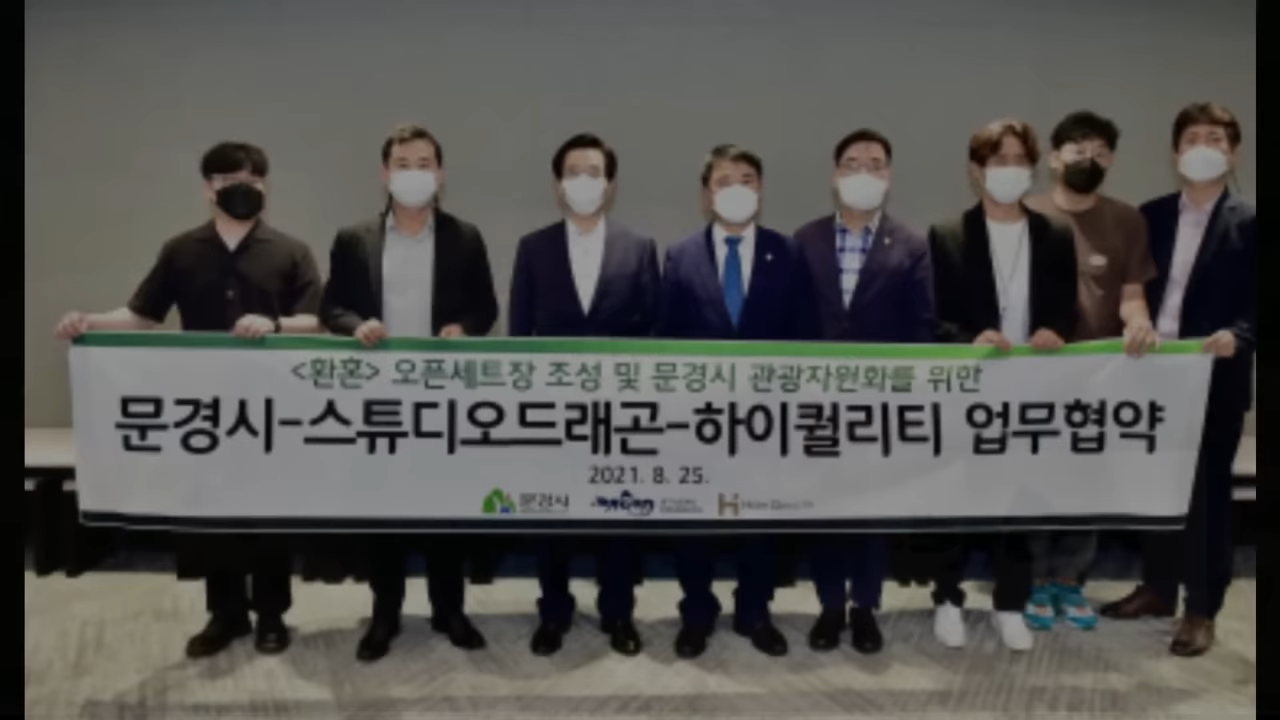 <환혼> 오픈세트장 조성 및 문경시 관광자원화를 위한
문경시-스튜디오드래곤-하이퀄리티 업무협약
2021. 8. 25.
문경시